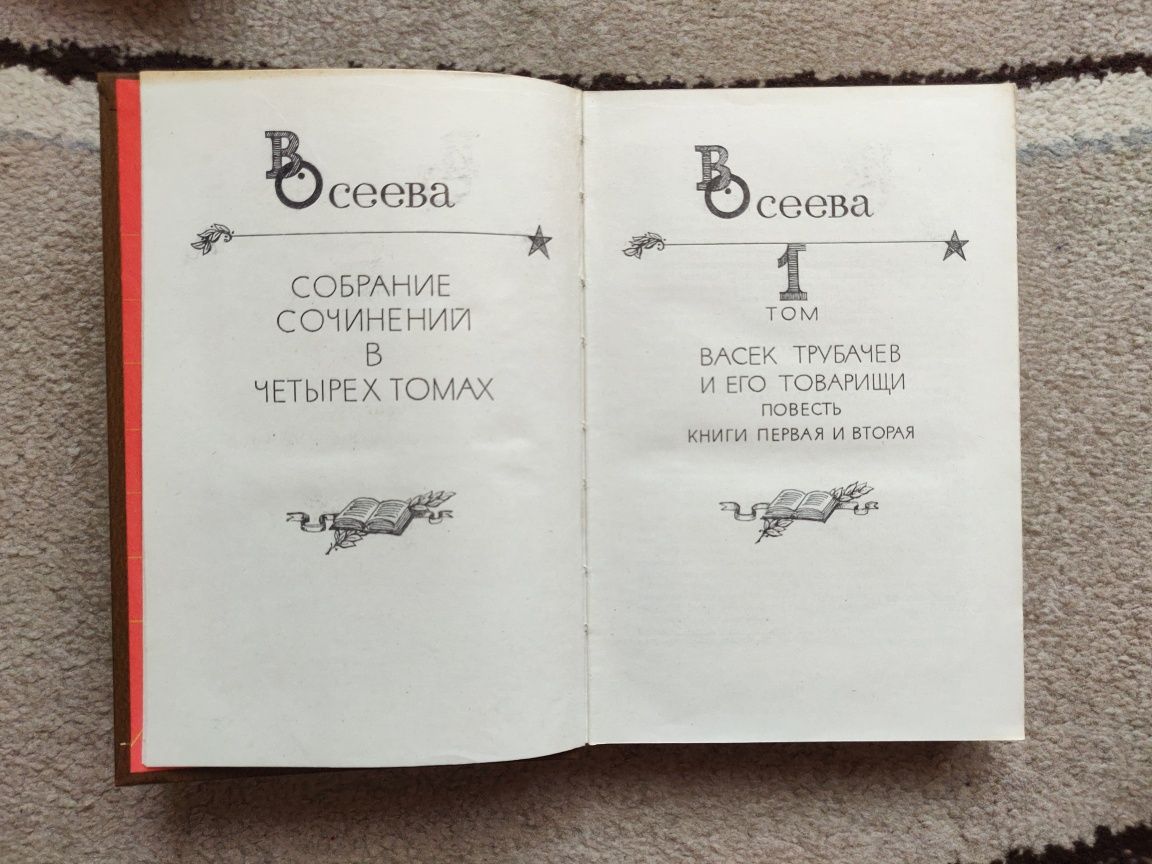 В. Осеева
СОБРАНИЕ
СОЧИНЕНИЙ
В
ЧЕТЫРЕХ ТОМАХ
В. Осеева
1
ТОМ
ВАСЕК ТРУБАЧЕВ
И ЕГО ТОВАРИЩИ
ПОВЕСТЬ
КНИГИ ПЕРВАЯ И ВТОРАЯ